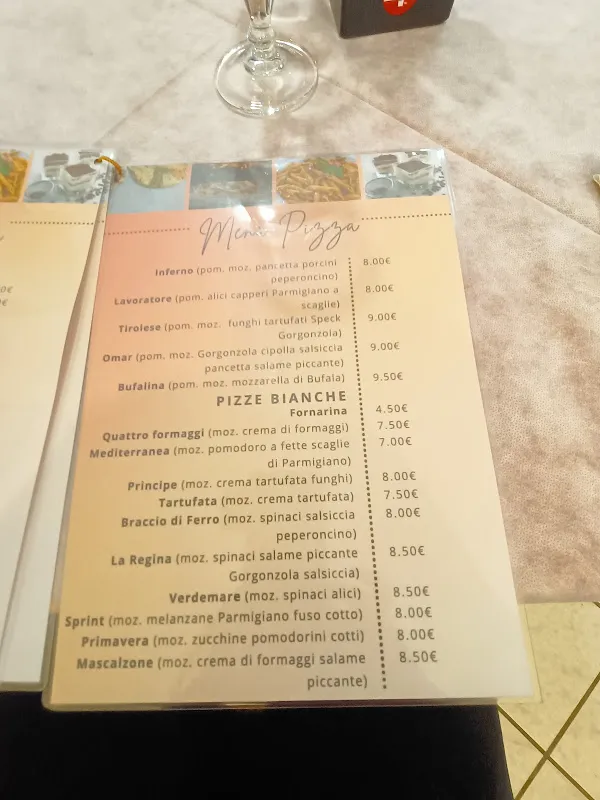 Menu Pizza
Inferno (pom. moz. pancetta porcini 8.00€
peperoncino)
Lavoratore (pom. alici capperi Parmigiano a 8.00€
scaglie)
Tirolese (pom. moz. funghi tartufati Speck 9.00€
Gorgonzola)
Omar (pom. moz. Gorgonzola cipolla salsiccia 9.00€
pancetta salame piccante)
Bufalina (pom. moz. mozzarella di Bufala) 9.50€
PIZZE BIANCHE
Fornarina 4.50€
Quattro formaggi (moz. crema di formaggi) 7.50€
Mediterranea (moz. pomodoro a fette scaglie 7.00€
di Parmigiano)
Principe (moz. crema tartufata funghi) 8.00€
Tartufata (moz. crema tartufata) 7.50€
Braccio di Ferro (moz. spinaci salsiccia 8.00€
peperoncino)
La Regina (moz. spinaci salame piccante 8.50€
Gorgonzola salsiccia)
Verdemare (moz. spinaci alici) 8.50€
Sprint (moz. melanzane Parmigiano fuso cotto) 8.00€
Primavera (moz. zucchine pomodorini cotti) 8.00€
Mascalzone (moz. crema di formaggi salame 8.50€
piccante)